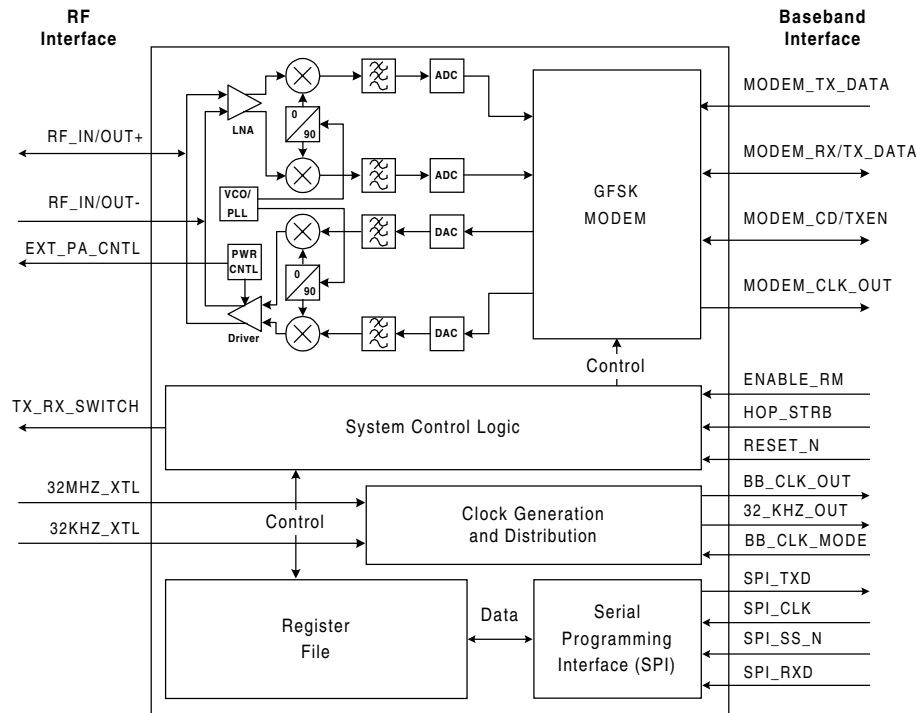 RF
Interface
Baseband
Interface
RF_IN/OUT+
RF_IN/OUT-
EXT_PA_CNTL
TX_RX_SWITCH
32MHZ_XTL
32KHZ_XTL
LNA
0
90
ADC
ADC
VCO/
PLL
PWR
CNTL
Driver
0
90
DAC
DAC
GFSK
MODEM
MODEM_TX_DATA
MODEM_RX/TX_DATA
MODEM_CD/TXEN
MODEM_CLK_OUT
Control
System Control Logic
ENABLE_RM
HOP_STRB
RESET_N
Control
Clock Generation
and Distribution
BB_CLK_OUT
32_KHZ_OUT
BB_CLK_MODE
Register
File
Data
Serial
Programming
Interface (SPI)
SPI_TXD
SPI_CLK
SPI_SS_N
SPI_RXD